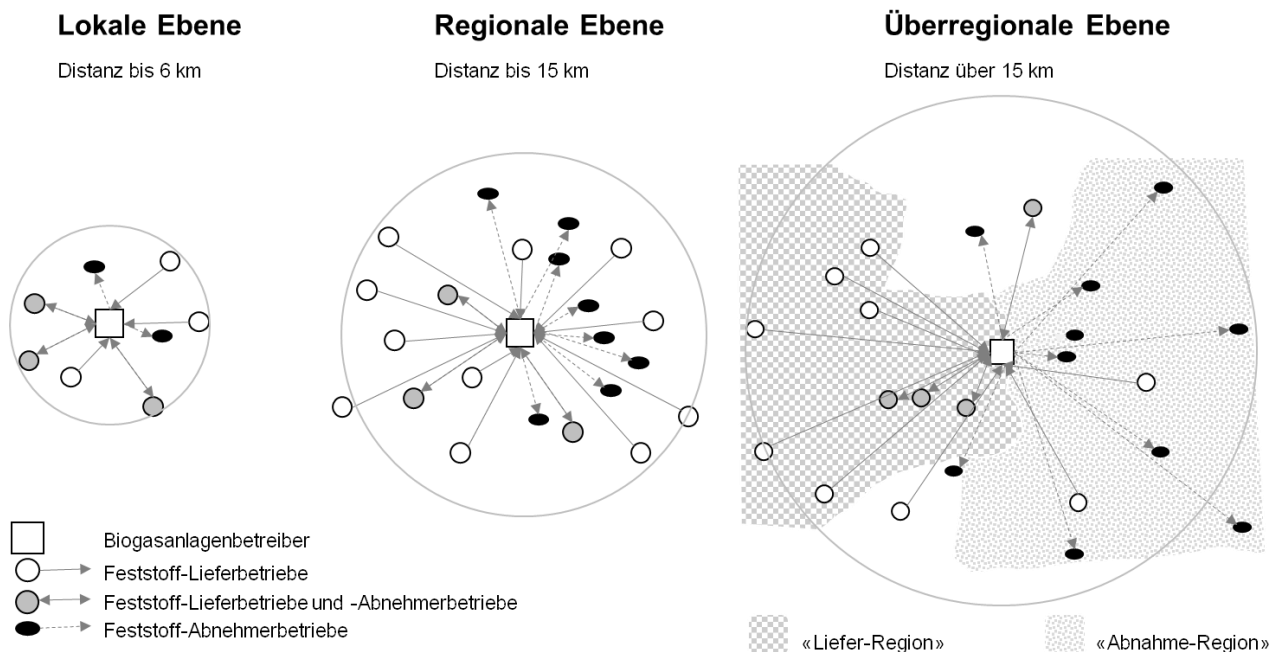 Lokale Ebene
Distanz bis 6 km
Regionale Ebene
Distanz bis 15 km
Überregionale Ebene
Distanz über 15 km
Biogasanlagenbetreiber
Feststoff-Lieferbetriebe
Feststoff-Lieferbetriebe und -Abnehmerbetriebe
Feststoff-Abnehmerbetriebe
«Liefer-Region»
«Abnahme-Region»